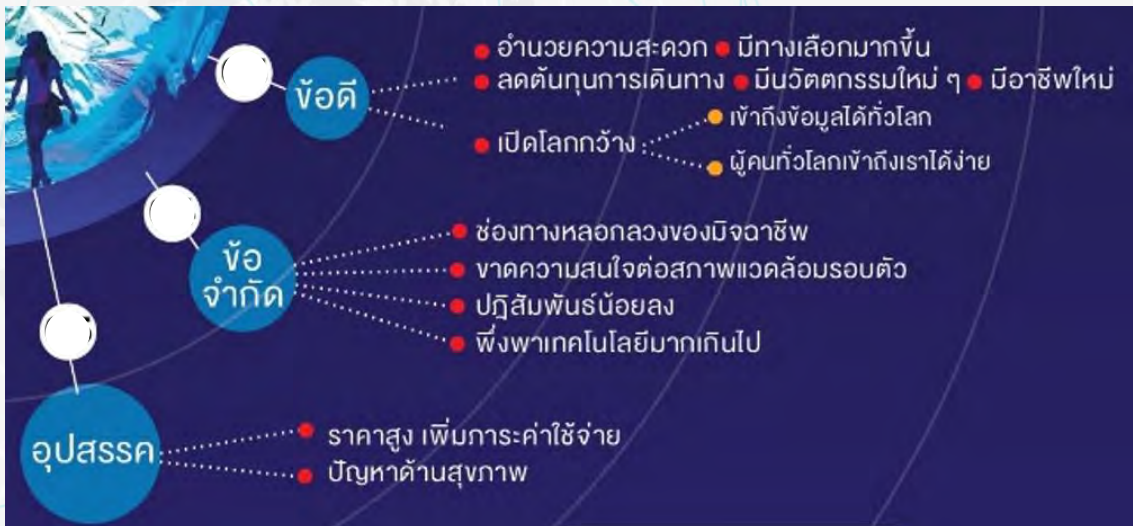 ข้อดี
● อำนวยความสะดวก ● มีทางเลือกมากขึ้น
● ลดต้นทุนการเดินทาง ● มีนวัตตกรรมใหม่ ๆ ● มีอาชีพใหม่
● เปิดโลกกว้าง
● เข้าถึงข้อมูลได้ทั่วโลก
● ผู้คนทั่วโลกเข้าถึงเราได้ง่าย
ข้อ
จำกัด
● ช่องทางหลอกลวงของมิจฉาชีพ
● ขาดความสนใจต่อสภาพแวดล้อมรอบตัว
● ปฎิสัมพันธ์น้อยลง
● พึ่งพาเทคโนโลยีมากเกินไป
อุปสรรค
● ราคาสูง เพิ่มภาระค่าใช้จ่าย
● ปัญหาด้านสุขภาพ